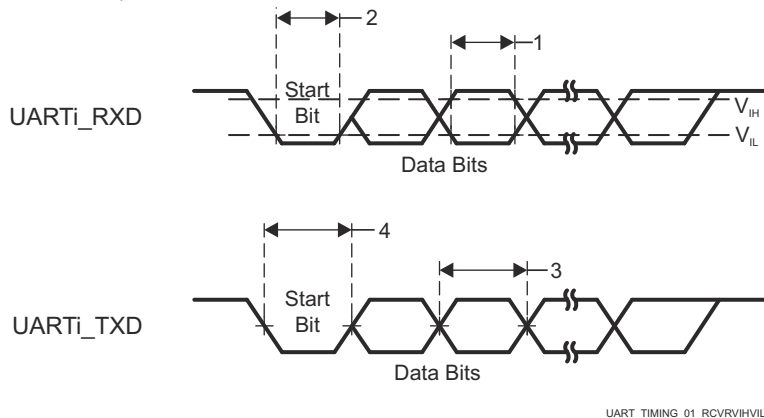 2
1
UARTi_RXD
Start
Bit
VIH
VIL
Data Bits
4
3
UARTi_TXD
Start
Bit
Data Bits
UART_TIMING_01_RCVRVIHVIL